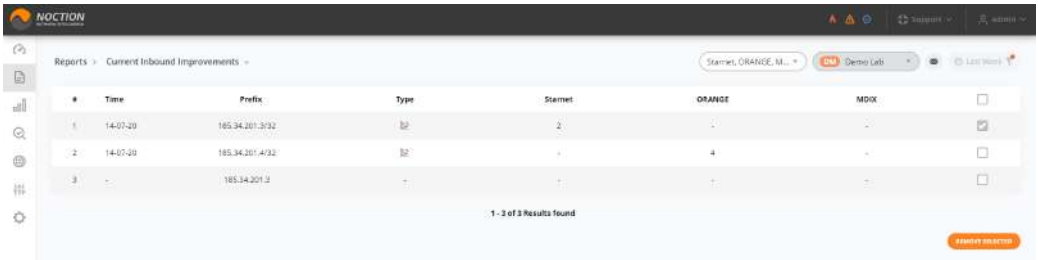 NOCTION
Support
admin
Reports > Current Inbound Improvements
Starnet, ORANGE, M...
DM Demo Lab
Last Week
# Time Prefix Type Starnet ORANGE MDIX
1 14-07-20 185.34.201.3/32 2 - -
2 14-07-20 185.34.201.4/32 - 4 -
3 - 185.34.201.3 - - - -
1 - 3 of 3 Results found
REMOVE SELECTED